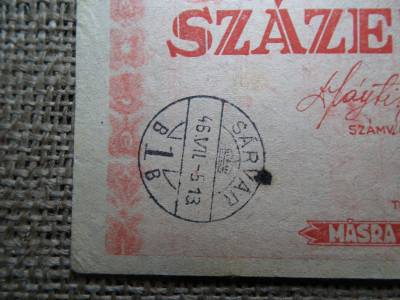 SZÁZE
SZÁMV.
SÁRVÁR
46.VII.-5.13
B1B
T
MÁSRA